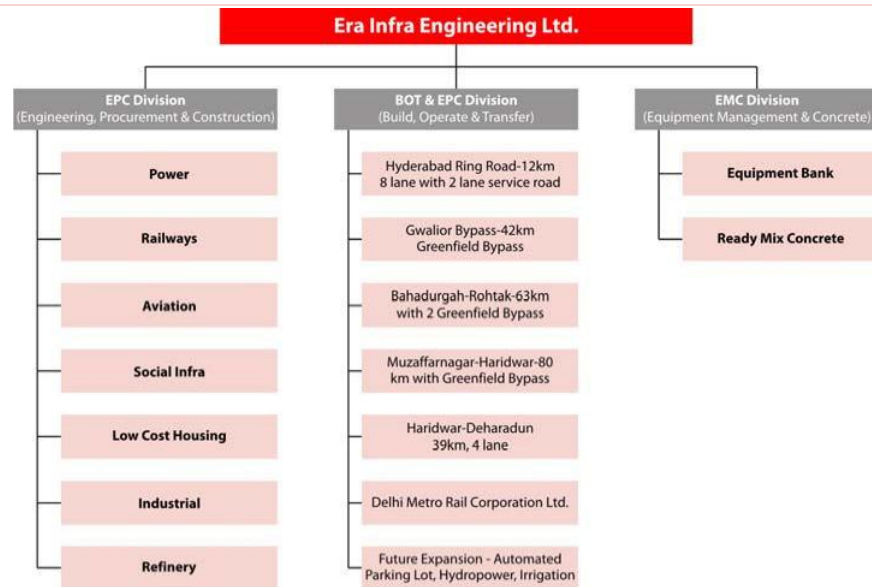 Era Infra Engineering Ltd.
EPC Division
(Engineering, Procurement & Construction)
Power
Railways
Aviation
Social Infra
Low Cost Housing
Industrial
Refinery
BOT & EPC Division
(Build, Operate & Transfer)
Hyderabad Ring Road-12km
8 lane with 2 lane service road
Gwalior Bypass-42km
Greenfield Bypass
Bahadurgah-Rohtak-63km
with 2 Greenfield Bypass
Muzaffarnagar-Haridwar-80
km with Greenfield Bypass
Haridwar-Deharadun
39km, 4 lane
Delhi Metro Rail Corporation Ltd.
Future Expansion - Automated
Parking Lot, Hydropower, Irrigation
EMC Division
(Equipment Management & Concrete)
Equipment Bank
Ready Mix Concrete